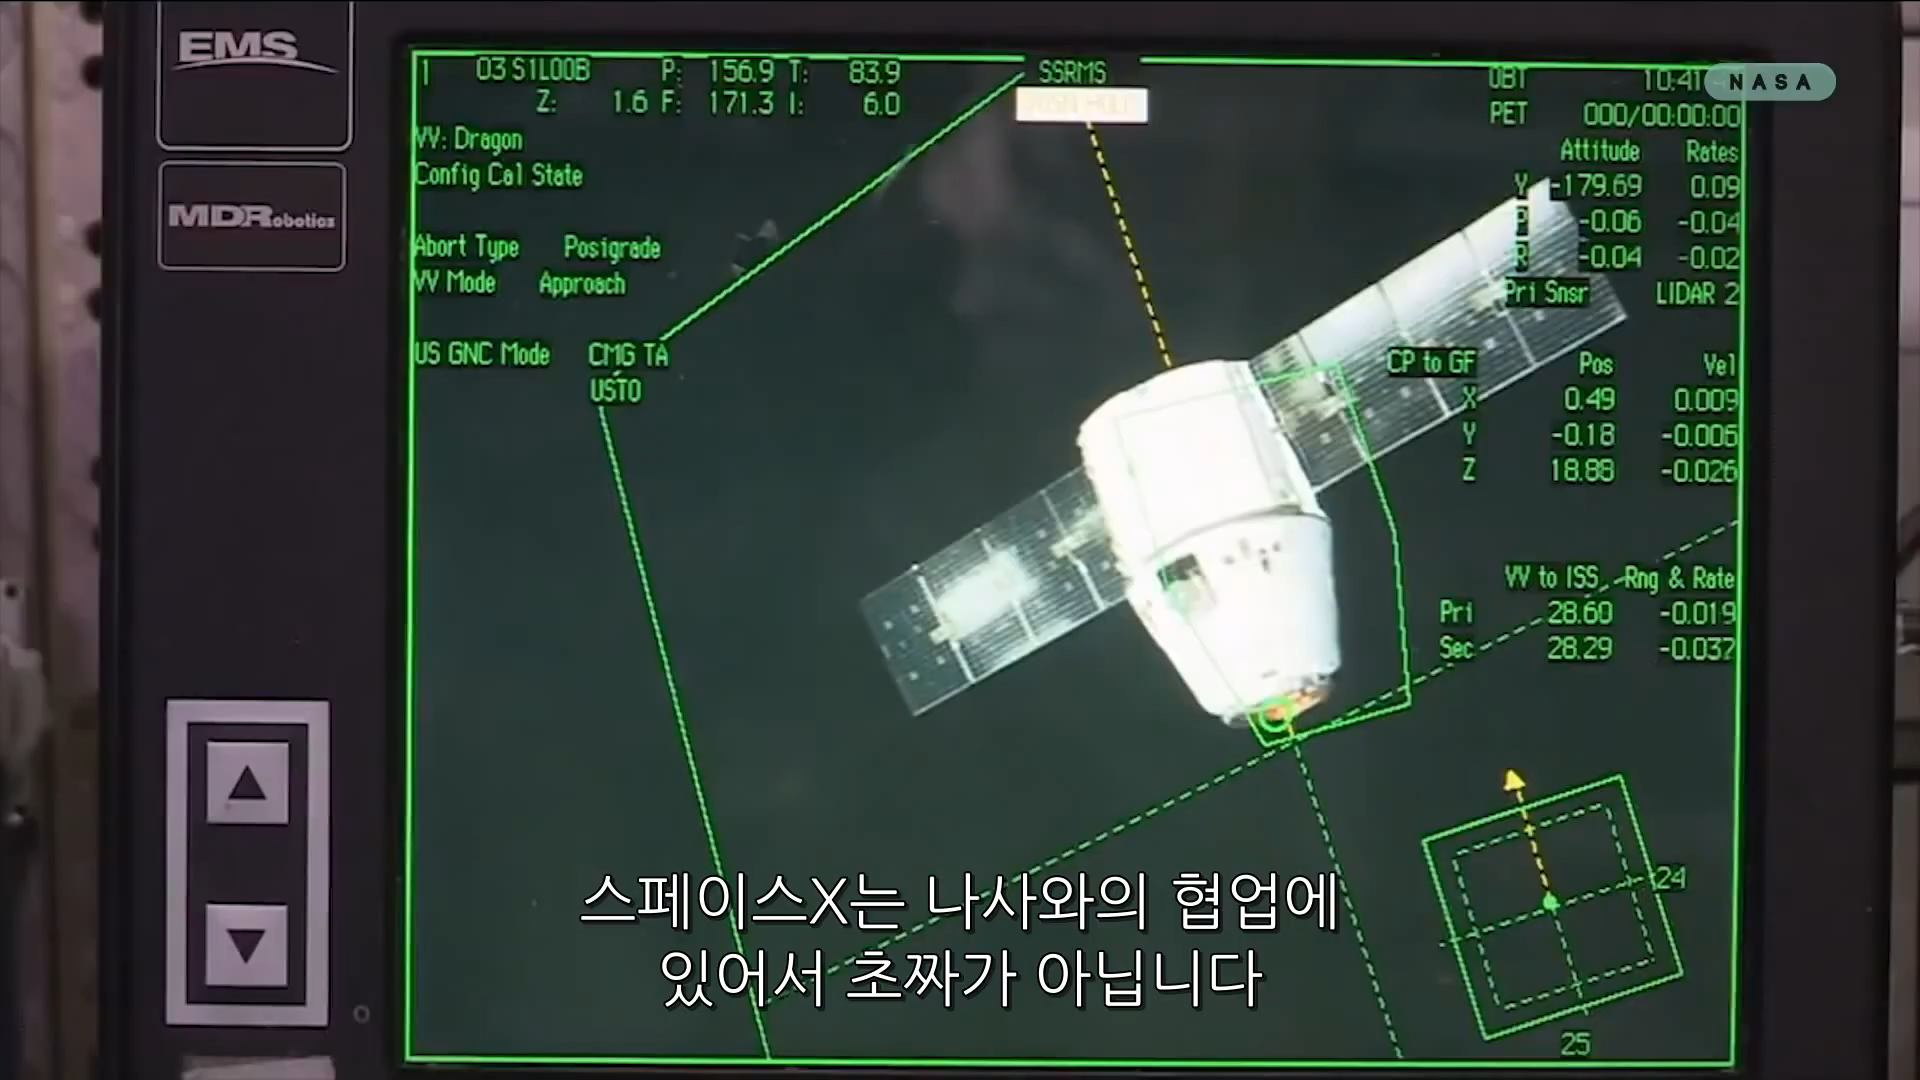 EMS
MDRobotics
1 03 S1L00B P: 156.9 T: 83.9
Z: 1.6 F: 171.3 I: 6.0
SSRMS
NASA
OBT 10:41
PET 000/00:00:00
VV: Dragon
Config Cal State
Abort Type Posigrade
VV Mode Approach
US GNC Mode CMG TA
USTO
Attitude Rates
Y -179.69 0.09
P -0.06 -0.04
R -0.04 -0.02
Pri Snsr LIDAR 2
CP to GF Pos Vel
X 0.49 0.009
Y -0.18 -0.006
Z 18.88 -0.026
VV to ISS Rng & Rate
Pri 28.60 -0.019
Sec 28.29 -0.037
24
25
스페이스X는 나사와의 협업에
있어서 초짜가 아닙니다